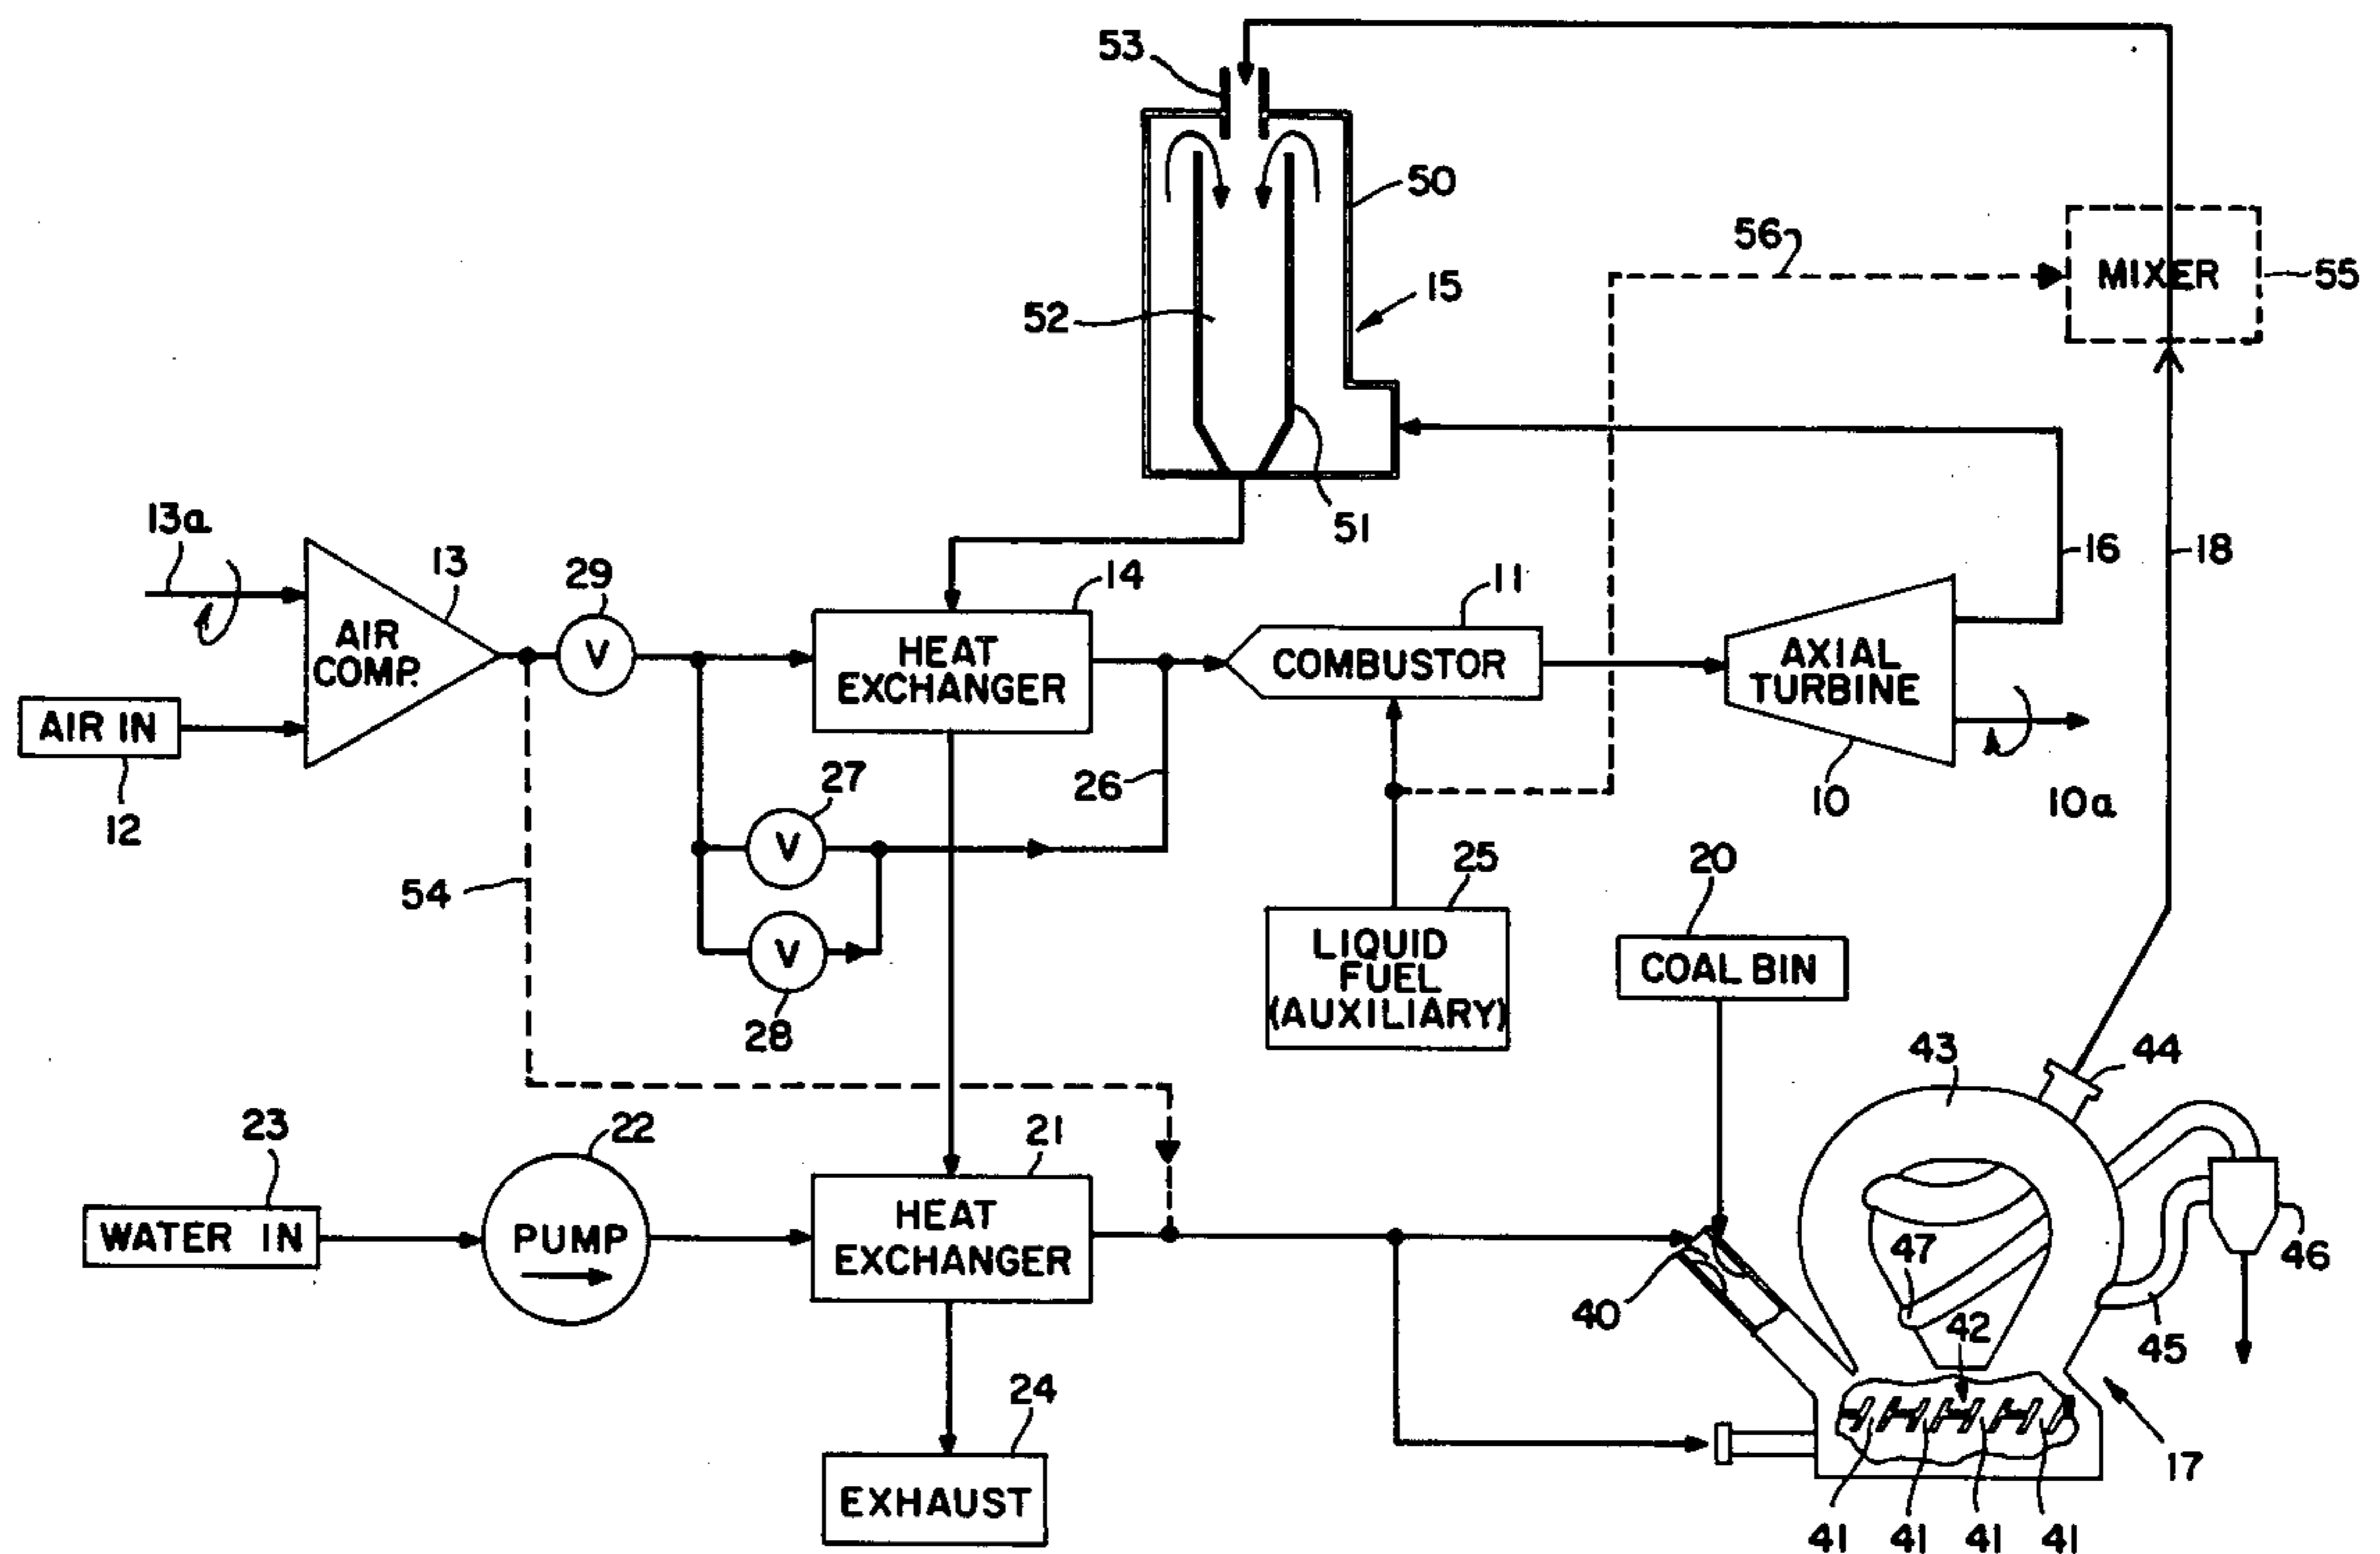 53
50
56
MIXER
55
15
52
51
13a
13
29
14
11
16
18
AIR
COMP.
V
HEAT
EXCHANGER
COMBUSTOR
AXIAL
TURBINE
AIR IN
12
27
26
10
10a
V
54
25
20
V
28
LIQUID
FUEL
(AUXILIARY)
COAL BIN
43
44
23
22
21
WATER IN
PUMP
HEAT
EXCHANGER
47
46
40
42
45
24
EXHAUST
17
41
41
41
41